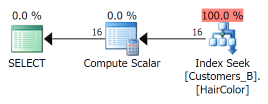 0.0 %
0.0 %
100.0 %
16
16
SELECT
Compute Scalar
Index Seek
[Customers_B].
[HairColor]